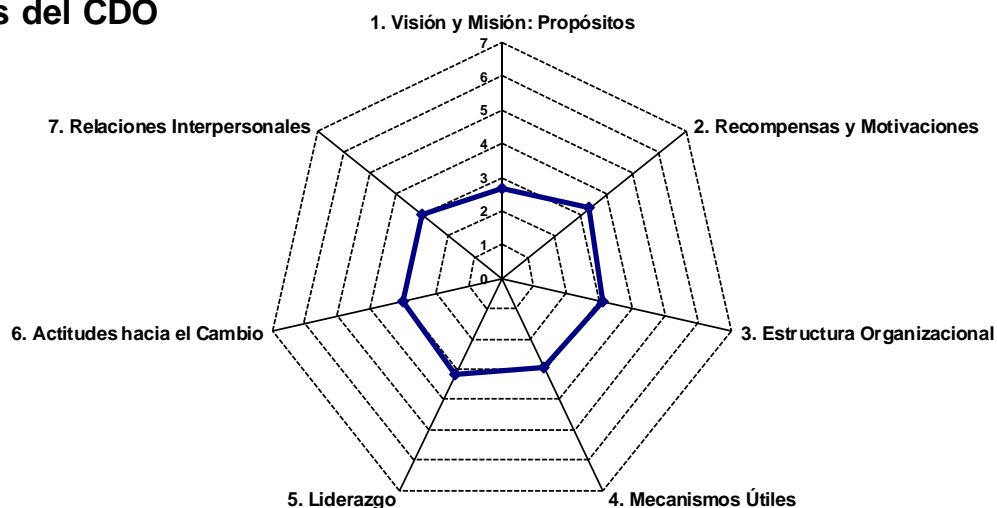 s del CDO
1. Visión y Misión: Propósitos
7
6
5
4
3
2
1
0
2. Recompensas y Motivaciones
3. Estructura Organizacional
4. Mecanismos Útiles
5. Liderazgo
6. Actitudes hacia el Cambio
7. Relaciones Interpersonales